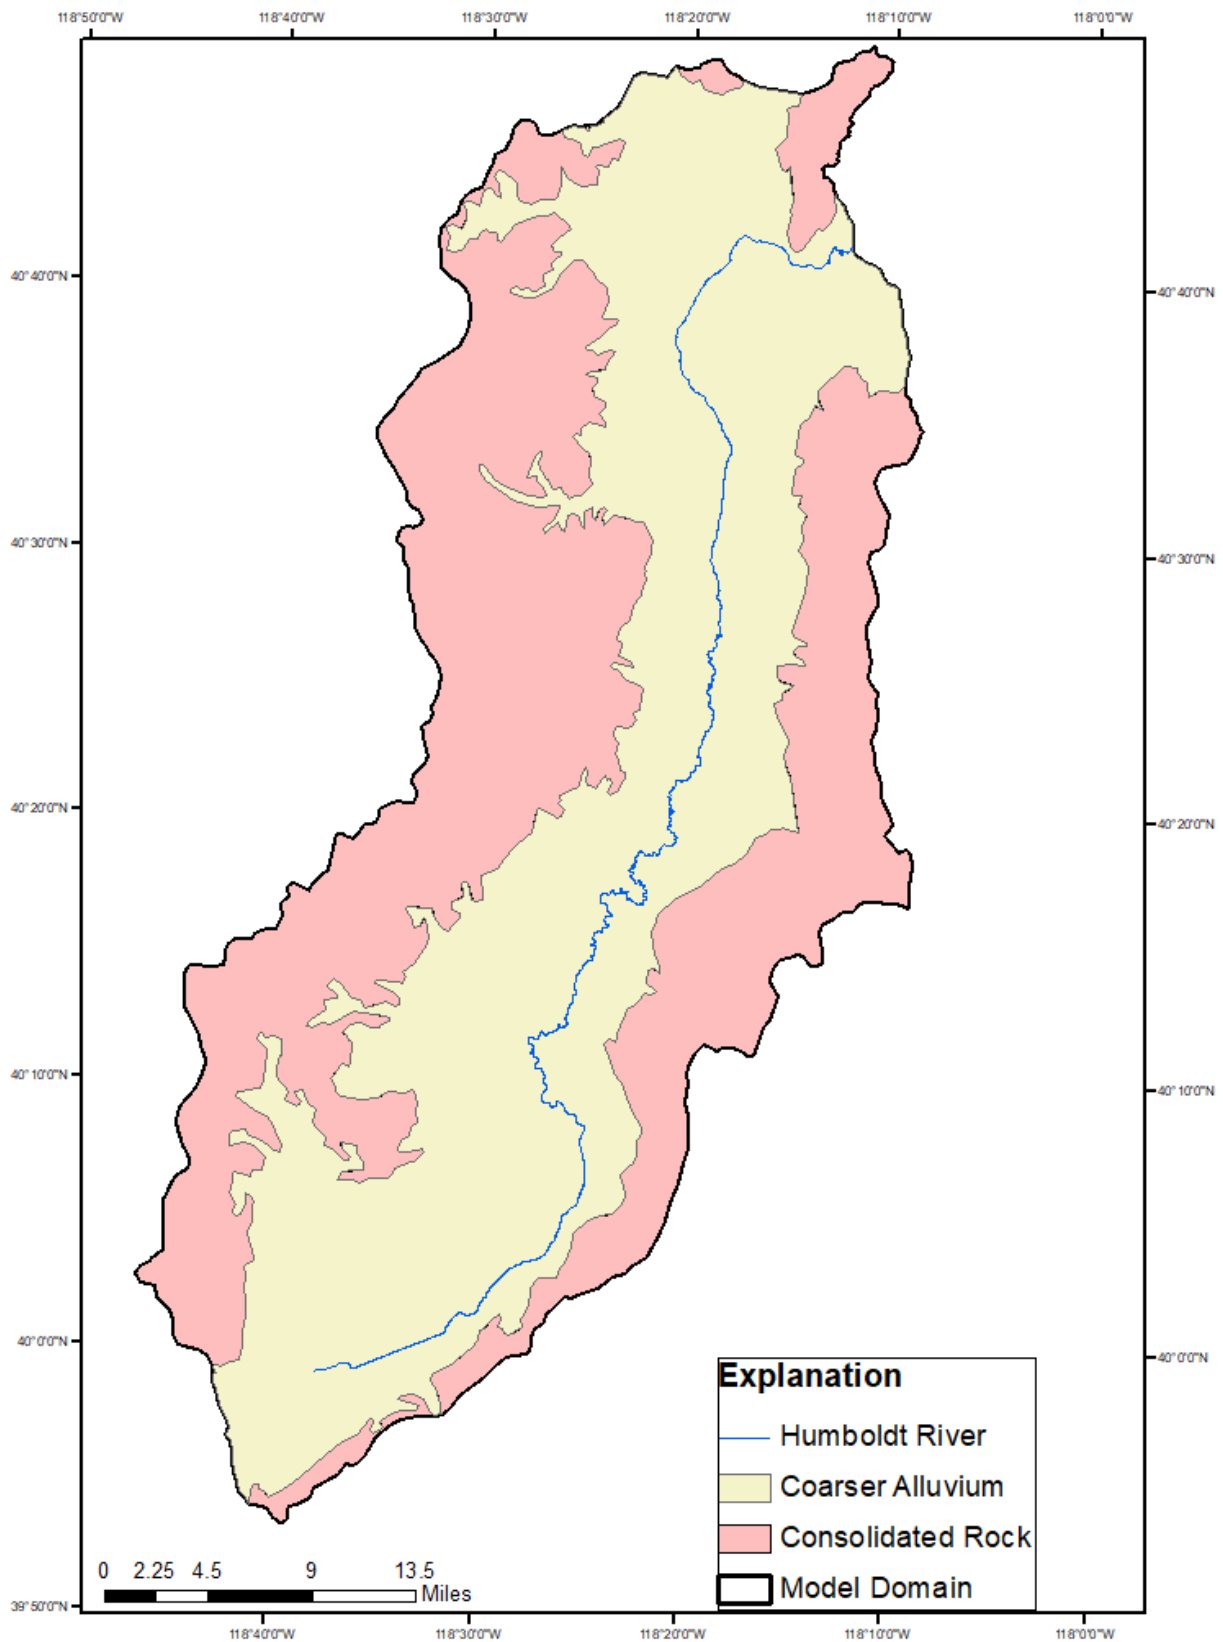 118°50'0"W 118°40'0"W 118°30'0"W 118°20'0"W 118°10'0"W 118°0'0"W
40°40'0"N 40°40'0"N
40°30'0"N 40°30'0"N
40°20'0"N 40°20'0"N
40°10'0"N 40°10'0"N
40°0'0"N 40°0'0"N
Explanation
Humboldt River
Coarser Alluvium
Consolidated Rock
Model Domain
0 2.25 4.5 9 13.5
Miles
39°50'0"N
118°40'0"W 118°30'0"W 118°20'0"W 118°10'0"W 118°0'0"W